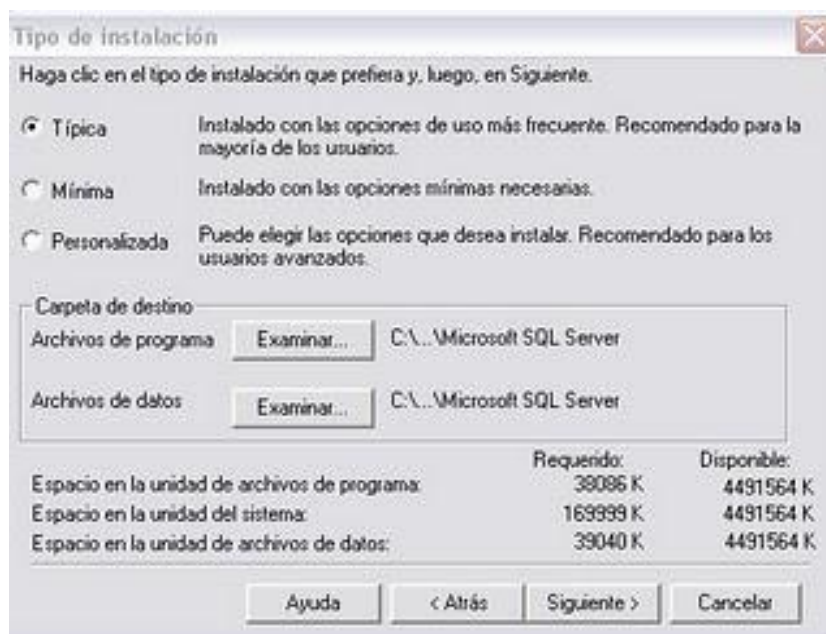 Tipo de instalación
Haga clic en el tipo de instalación que prefiera y, luego, en Siguiente.
Típica Instalado con las opciones de uso más frecuente. Recomendado para la
mayoría de los usuarios.
Mínima Instalado con las opciones mínimas necesarias.
Personalizada Puede elegir las opciones que desea instalar. Recomendado para los
usuarios avanzados.
Carpeta de destino
Archivos de programa Examinar... C:\...\Microsoft SQL Server
Archivos de datos Examinar... C:\...\Microsoft SQL Server
Requerido: Disponible:
Espacio en la unidad de archivos de programa: 38086 K 4491564 K
Espacio en la unidad del sistema: 169999 K 4491564 K
Espacio en la unidad de archivos de datos: 39040 K 4491564 K
Ayuda < Atrás Siguiente > Cancelar